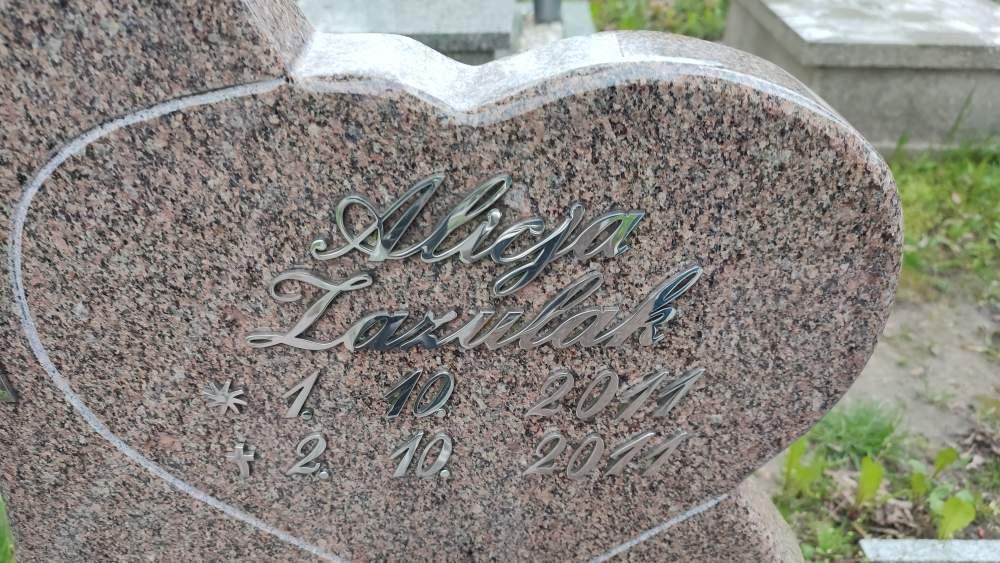 Alicja
Zazulak
* 1. 10. 2011
✝ 2. 10. 2011